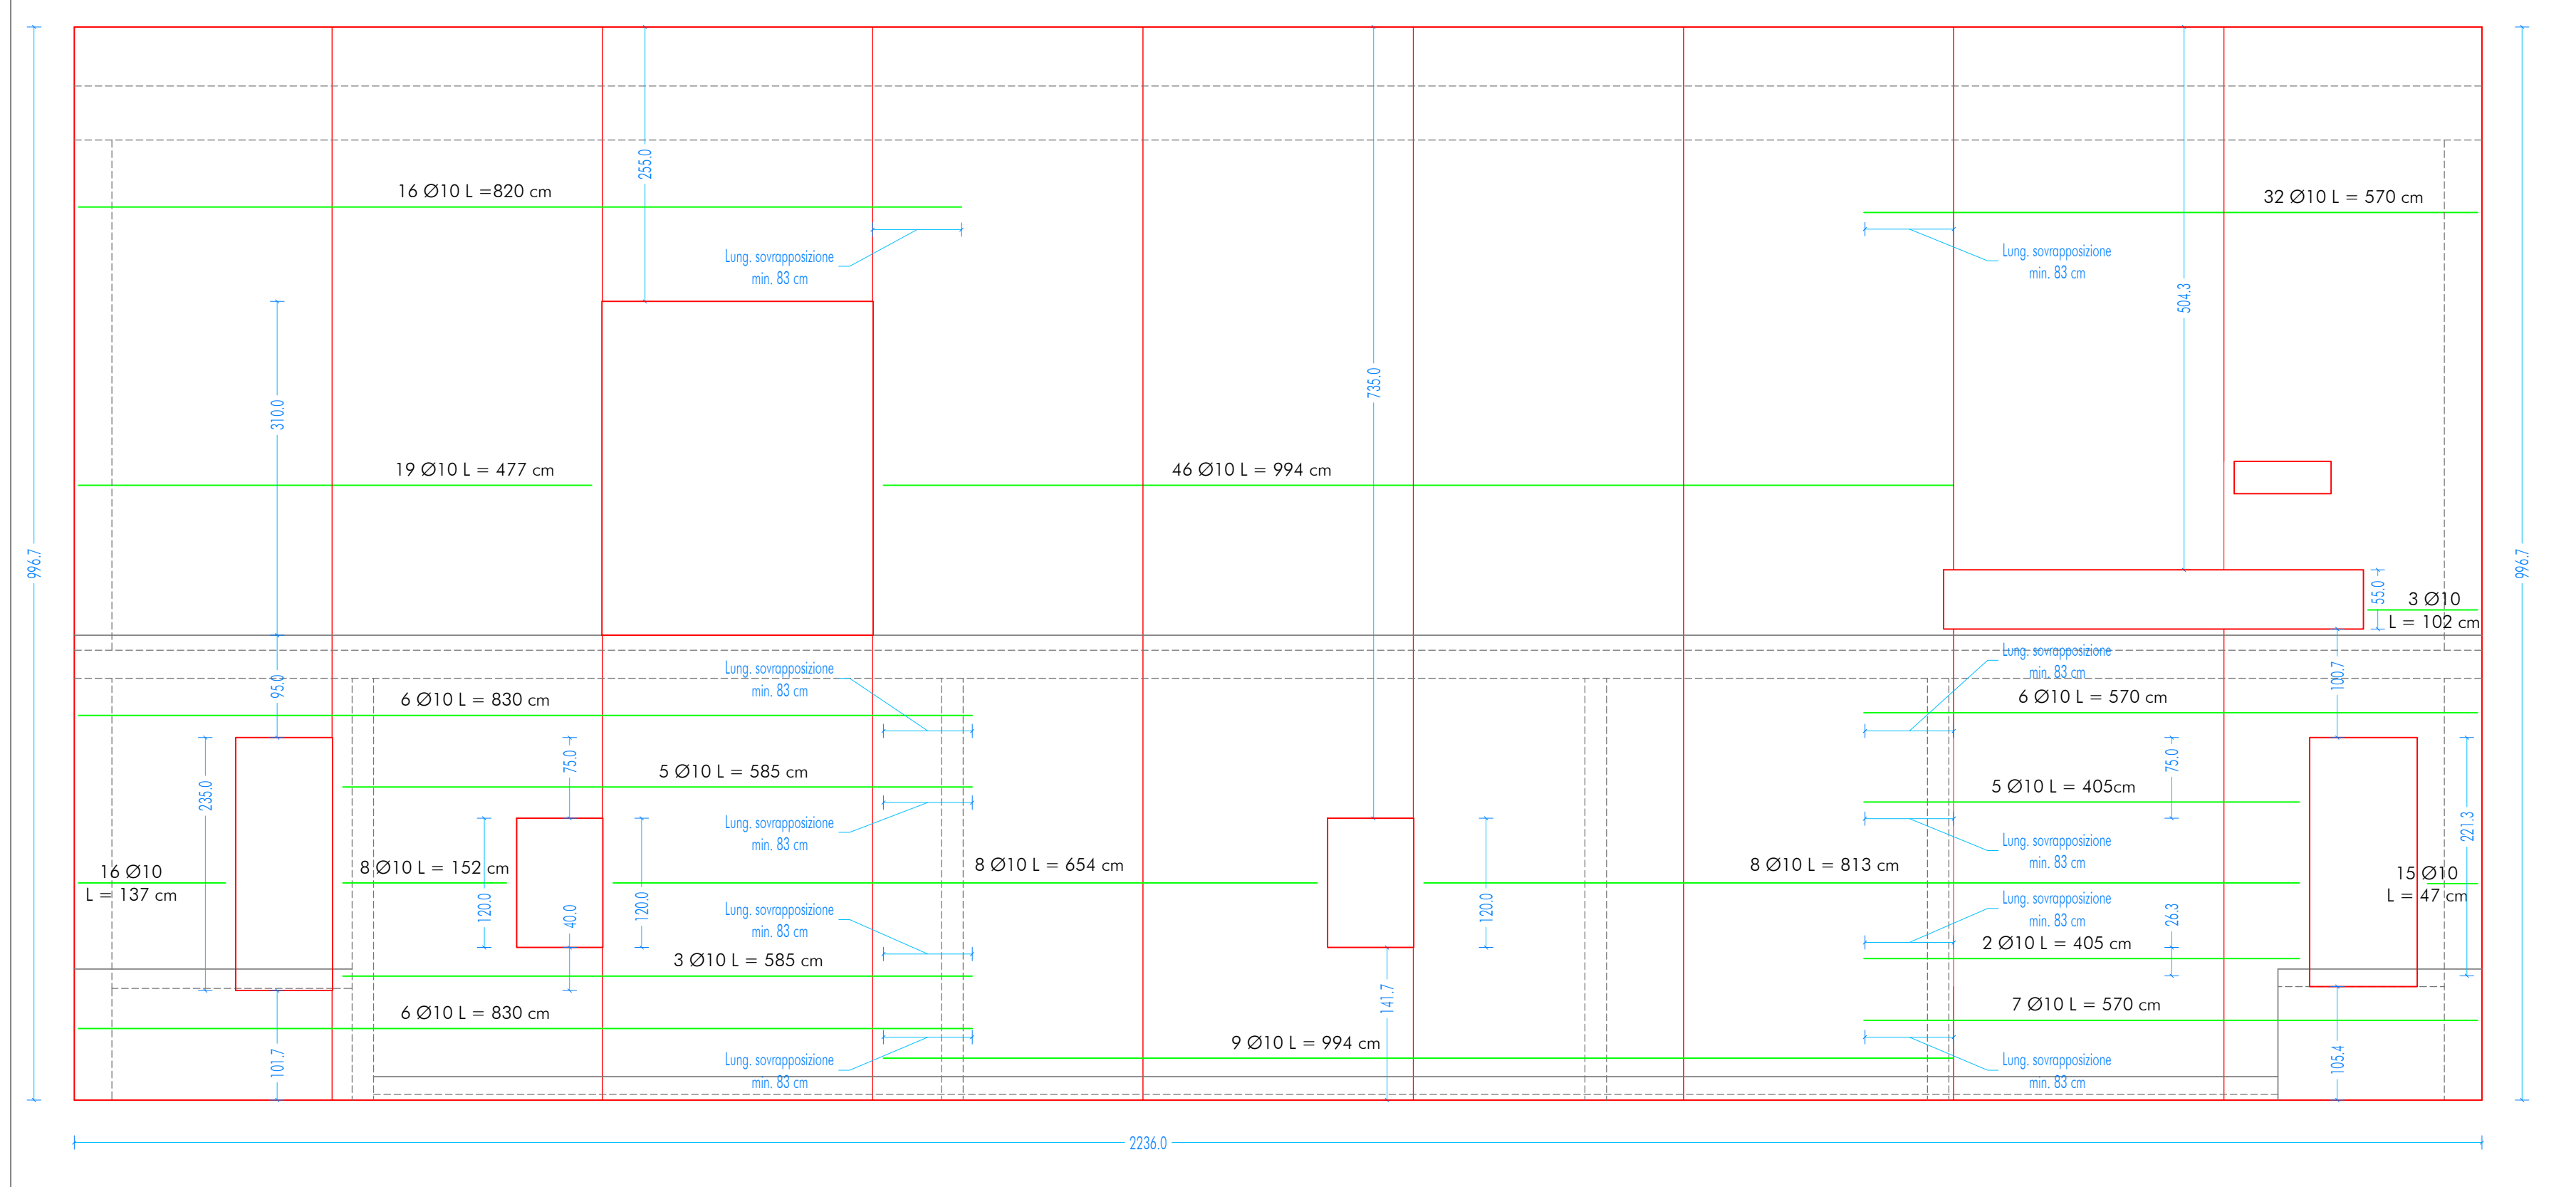 255.0
16 Ø10 L =820 cm
32 Ø10 L = 570 cm
Lung. sovrapposizione
min. 83 cm
Lung. sovrapposizione
min. 83 cm
504.3
735.0
310.0
19 Ø10 L = 477 cm
46 Ø10 L = 994 cm
996.7
996.7
55.0
3 Ø10
L = 102 cm
Lung. sovrapposizione
min. 83 cm
Lung. sovrapposizione
min. 83 cm
95.0
100.7
6 Ø10 L = 830 cm
6 Ø10 L = 570 cm
75.0
75.0
5 Ø10 L = 585 cm
5 Ø10 L = 405cm
235.0
221.3
Lung. sovrapposizione
min. 83 cm
Lung. sovrapposizione
min. 83 cm
16 Ø10
L = 137 cm
8 Ø10 L = 152 cm
8 Ø10 L = 654 cm
8 Ø10 L = 813 cm
15 Ø10
L = 47 cm
120.0
40.0
120.0
120.0
26.3
Lung. sovrapposizione
min. 83 cm
Lung. sovrapposizione
min. 83 cm
3 Ø10 L = 585 cm
2 Ø10 L = 405 cm
141.7
6 Ø10 L = 830 cm
7 Ø10 L = 570 cm
9 Ø10 L = 994 cm
101.7
105.4
Lung. sovrapposizione
min. 83 cm
Lung. sovrapposizione
min. 83 cm
2236.0